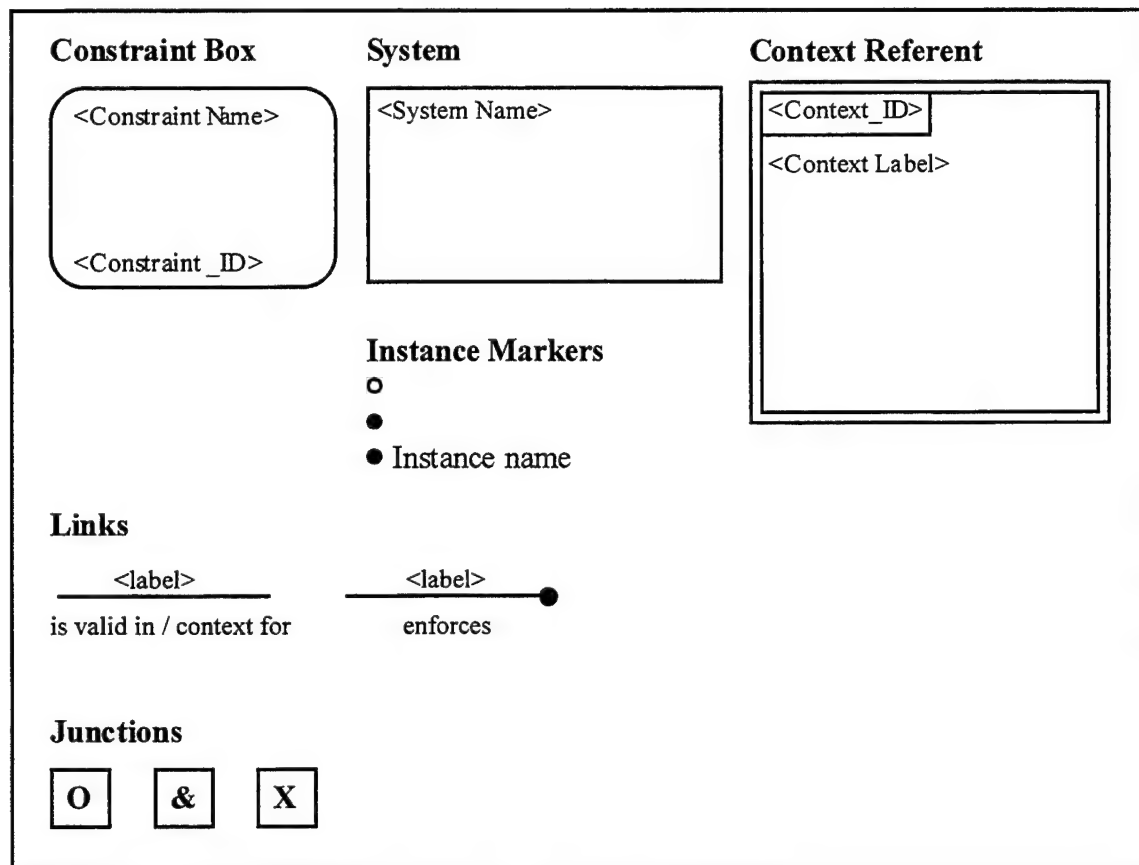 Constraint Box
System
Context Referent
<Constraint Name>
<System Name>
<Context_ID>
<Context Label>
<Constraint _ID>
Instance Markers
Instance name
Links
<label>
<label>
is valid in / context for
enforces
Junctions
O
&
X